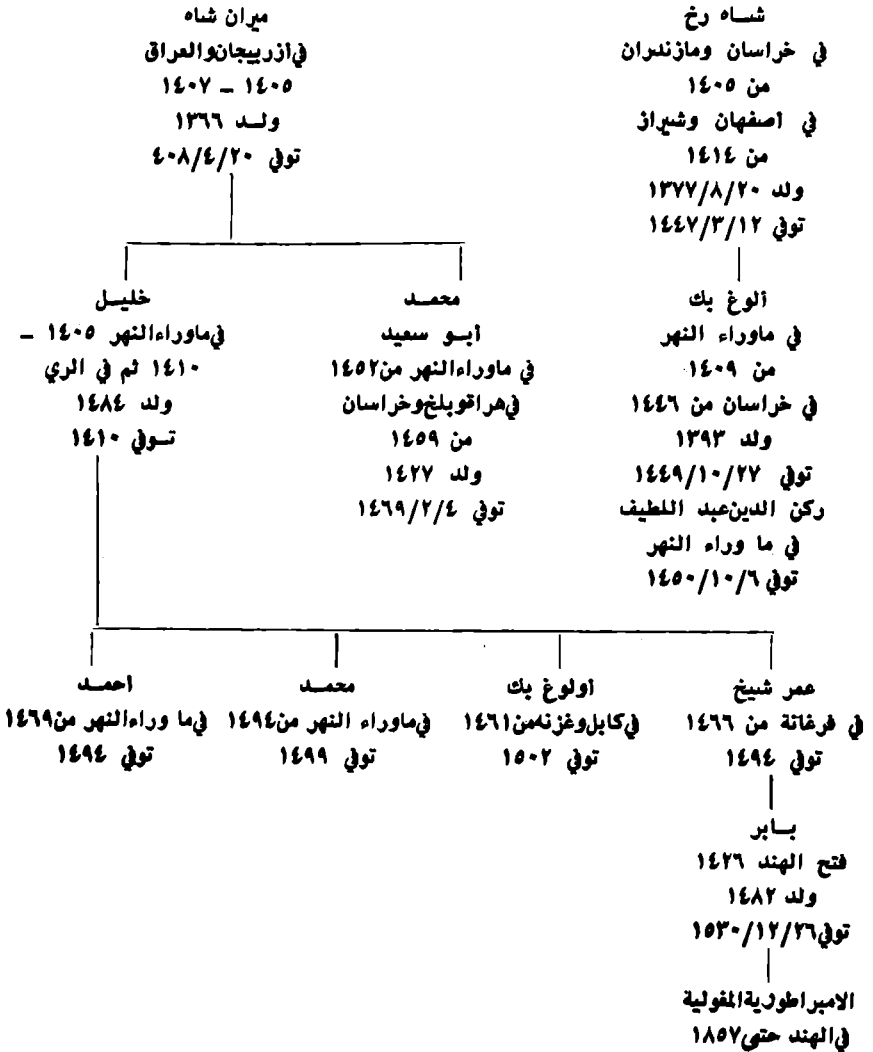 شاه رخ
في خراسان ومازندران
من ١٤٠٥
في اصفهان وشيراز
من ١٤١٤
ولد ١٣٧٧/٨/٢٠
توفي ١٤٤٧/٣/١٢
ميران شاه
في أزربيجان والعراق
١٤٠٥ - ١٤٠٧
ولد ١٣٦٦
توفي ٤٠٨/٤/٢٠
ألوغ بك
في ماوراء النهر
من ١٤٠٩
في خراسان من ١٤٤٦
ولد ١٣٩٣
توفي ١٤٤٩/١٠/٢٧
ركن الدين عبد اللطيف
في ما وراء النهر
توفي ١٤٥٠/١٠/٦
محمد
أبو سعيد
في ماوراء النهر من ١٤٥٢
في هراة وبلخ وخراسان
من ١٤٥٩
ولد ١٤٢٧
توفي ١٤٦٩/٢/٤
خليل
في ماوراء النهر ١٤٠٥ -
١٤١٠ ثم في الري
ولد ١٤٨٤
توفي ١٤١٠
عمر شيخ
في فرغانة من ١٤٦٦
توفي ١٤٩٤
أولوغ بك
في كابل وغزنه من ١٤٦١
توفي ١٥٠٢
محمد
في ماوراء النهر من ١٤٩٤
توفي ١٤٩٩
احمد
في ما وراء النهر من ١٤٦٩
توفي ١٤٩٤
بابر
فتح الهند ١٤٢٦
ولد ١٤٨٢
توفي ١٥٣٠/١٢/٢٦
الامبراطورية المغولية
في الهند حتى ١٨٥٧